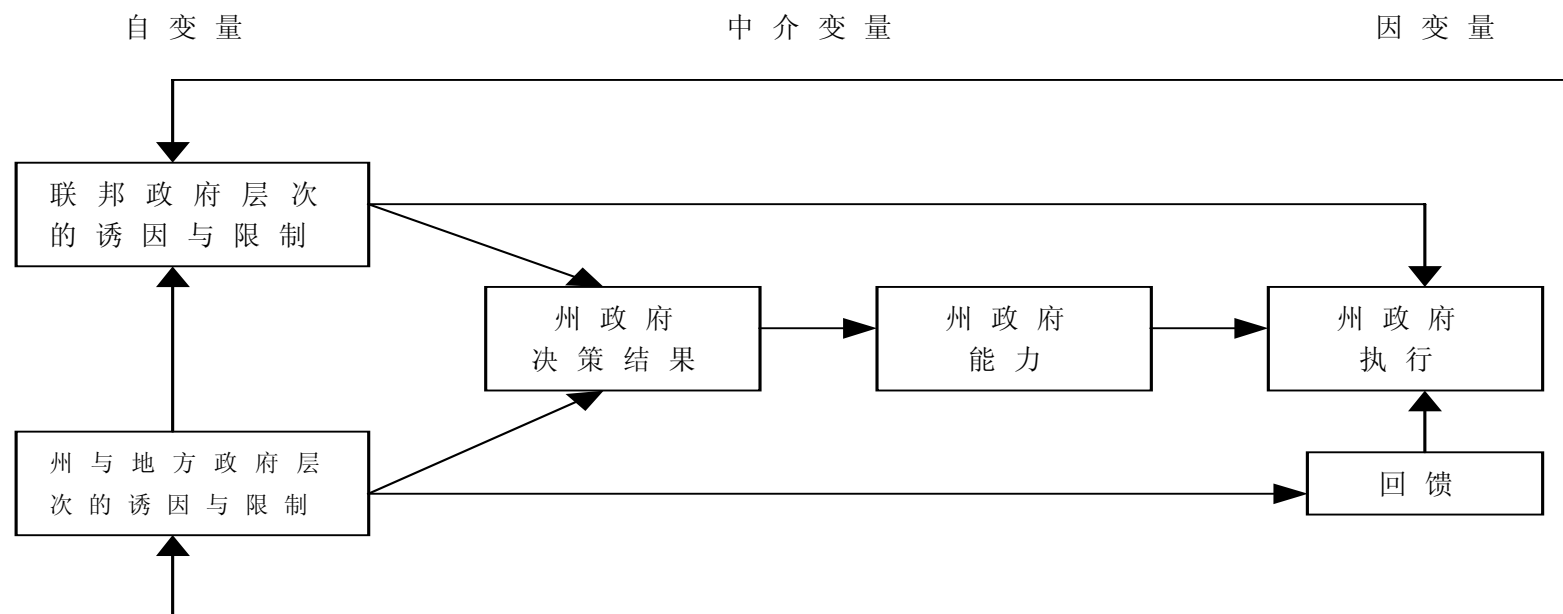 自变量 中介变量 因变量
联邦政府层次
的诱因与限制
州政府
决策结果
州政府
能力
州政府
执行
州与地方政府层
次的诱因与限制
回馈